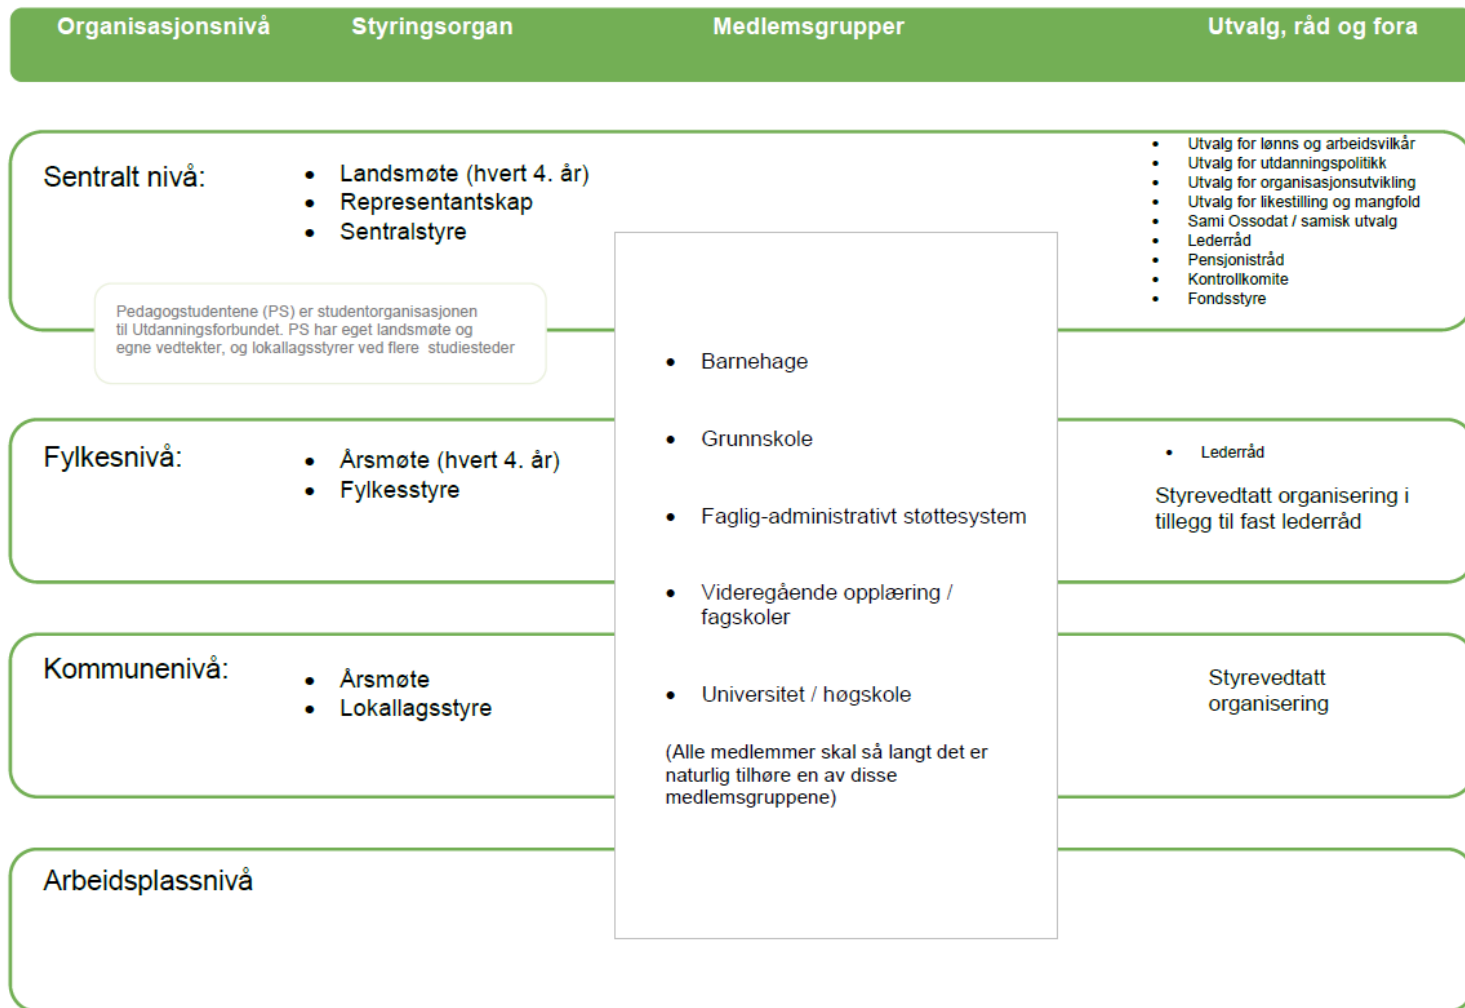 Organisasjonsnivå Styringsorgan Medlemsgrupper Utvalg, råd og fora
Sentralt nivå:
• Landsmøte (hvert 4. år)
• Representantskap
• Sentralstyre
• Utvalg for lønns og arbeidsvilkår
• Utvalg for utdanningspolitikk
• Utvalg for organisasjonsutvikling
• Utvalg for likestilling og mangfold
• Sami Ossodat / samisk utvalg
• Lederråd
• Pensjonistråd
• Kontrollkomite
• Fondsstyre
Pedagogstudentene (PS) er studentorganisasjonen
til Utdanningsforbundet. PS har eget landsmøte og
egne vedtekter, og lokallagsstyrer ved flere studiesteder
• Barnehage
• Grunnskole
• Faglig-administrativt støttesystem
• Videregående opplæring /
fagskoler
• Universitet / høgskole
(Alle medlemmer skal så langt det er
naturlig tilhøre en av disse
medlemsgruppene)
Fylkesnivå:
• Årsmøte (hvert 4. år)
• Fylkesstyre
• Lederråd
Styrevedtatt organisering i
tillegg til fast lederråd
Kommunenivå:
• Årsmøte
• Lokallagsstyre
Styrevedtatt
organisering
Arbeidsplassnivå